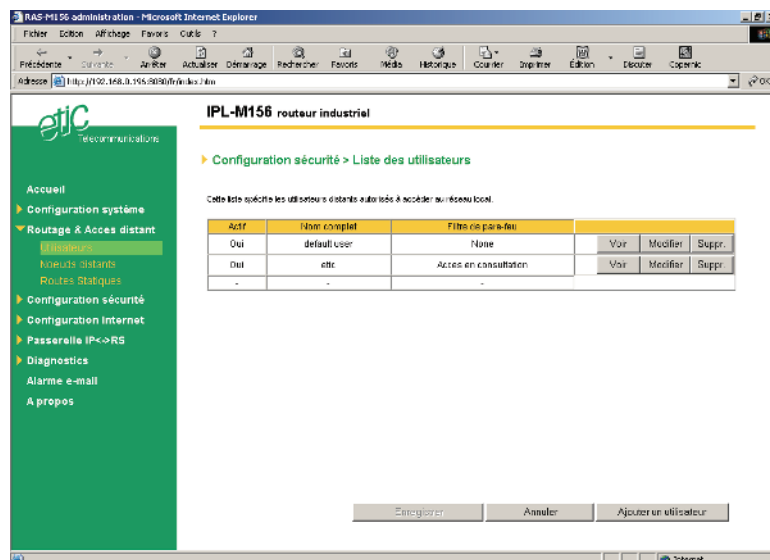 RAS-M156 administration - Microsoft Internet Explorer
Fichier Edition Affichage Favoris Outils ?
Précédente Suivante Arrêter Actualiser Démarrage Rechercher Favoris Média Historique Courrier Imprimer Édition Discuter Copernic
Adresse http://192.168.0.195:8080/fr/index.htm OK
etic
Telecommunications
IPL-M156 routeur industriel
Configuration sécurité > Liste des utilisateurs
Cette liste spécifie les utilisateurs distants autorisés à accéder au réseau local.
Actif Nom complet Filtre de pare-feu
Oui default user None Voir Modifier Suppr.
Oui etic Acces en consultation Voir Modifier Suppr.
- - -
Accueil
Configuration système
Routage & Acces distant
Utilisateurs
Noeuds distants
Routes Statiques
Configuration sécurité
Configuration Internet
Passerelle IP<->RS
Diagnostics
Alarme e-mail
A propos
Enregistrer Annuler Ajouter un utilisateur
Internet